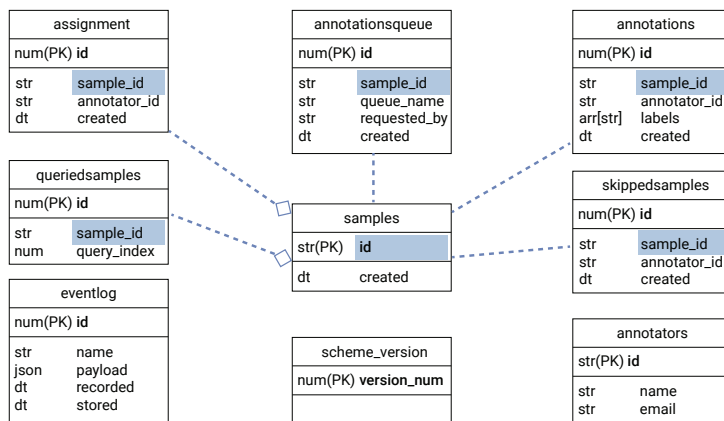 assignment
num(PK) id
str sample_id
str annotator_id
dt created
annotationsqueue
num(PK) id
str sample_id
str queue_name
str requested_by
dt created
annotations
num(PK) id
str sample_id
str annotator_id
arr[str] labels
dt created
queriedsamples
num(PK) id
str sample_id
num query_index
samples
str(PK) id
dt created
skippedsamples
num(PK) id
str sample_id
str annotator_id
dt created
eventlog
num(PK) id
str name
json payload
dt recorded
dt stored
scheme_version
num(PK) version_num
annotators
str(PK) id
str name
str email